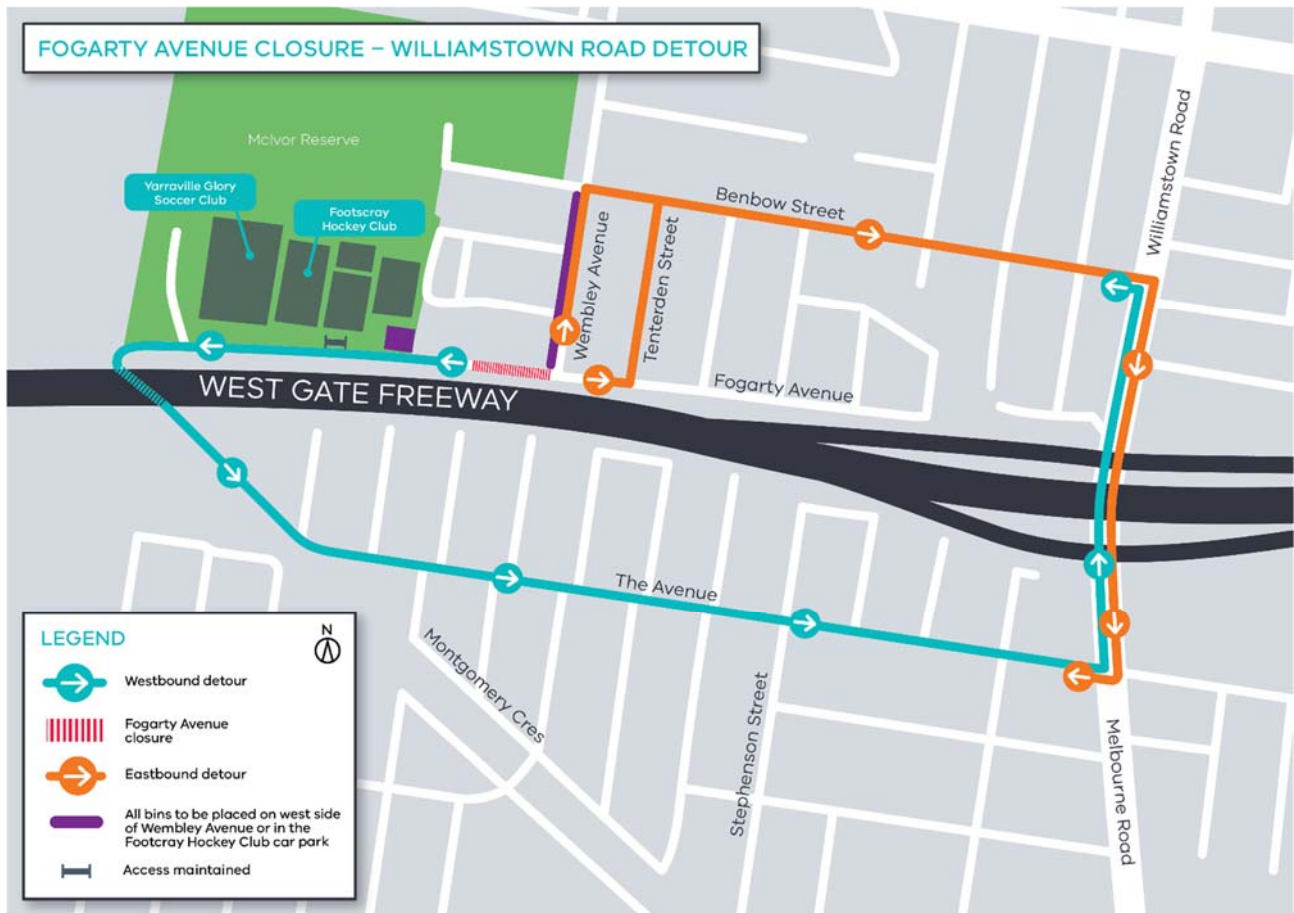 FOGARTY AVENUE CLOSURE – WILLIAMSTOWN ROAD DETOUR
McIvor Reserve
Yarraville Glory
Soccer Club
Footscray
Hockey Club
Benbow Street
Williamstown Road
Wembley Avenue
Tenterden Street
Fogarty Avenue
WEST GATE FREEWAY
The Avenue
Montgomery Cres
Stephenson Street
Melbourne Road
LEGEND
N
Westbound detour
Fogarty Avenue
closure
Eastbound detour
All bins to be placed on west side
of Wembley Avenue or in the
Footcray Hockey Club car park
Access maintained